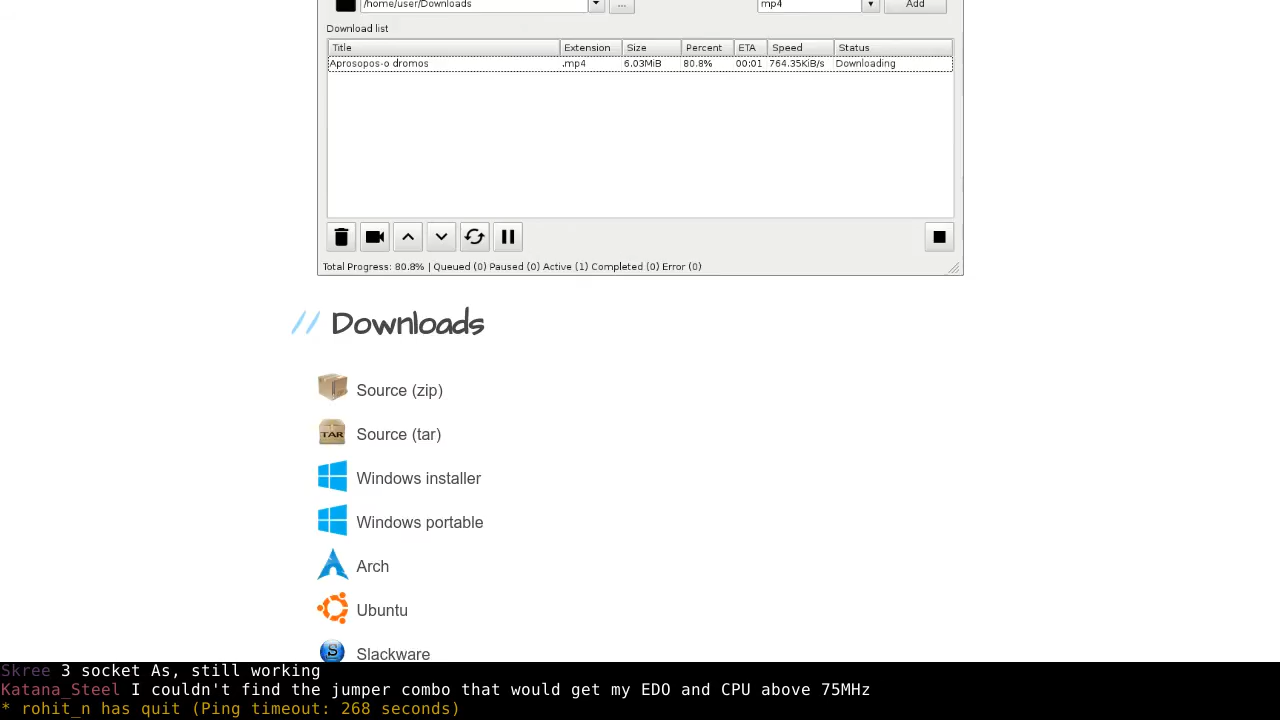 /home/user/Downloads ... mp4 Add
Download list
Title Extension Size Percent ETA Speed Status
Aprosopos-o dromos .mp4 6.03MiB 80.8% 00:01 764.35KiB/s Downloading
Total Progress: 80.8% | Queued (0) Paused (0) Active (1) Completed (0) Error (0)
// Downloads
Source (zip)
TAR Source (tar)
Windows installer
Windows portable
Arch
Ubuntu
S Slackware
Skree 3 socket As, still working
Katana_Steel I couldn't find the jumper combo that would get my EDO and CPU above 75MHz
* rohit_n has quit (Ping timeout: 268 seconds)